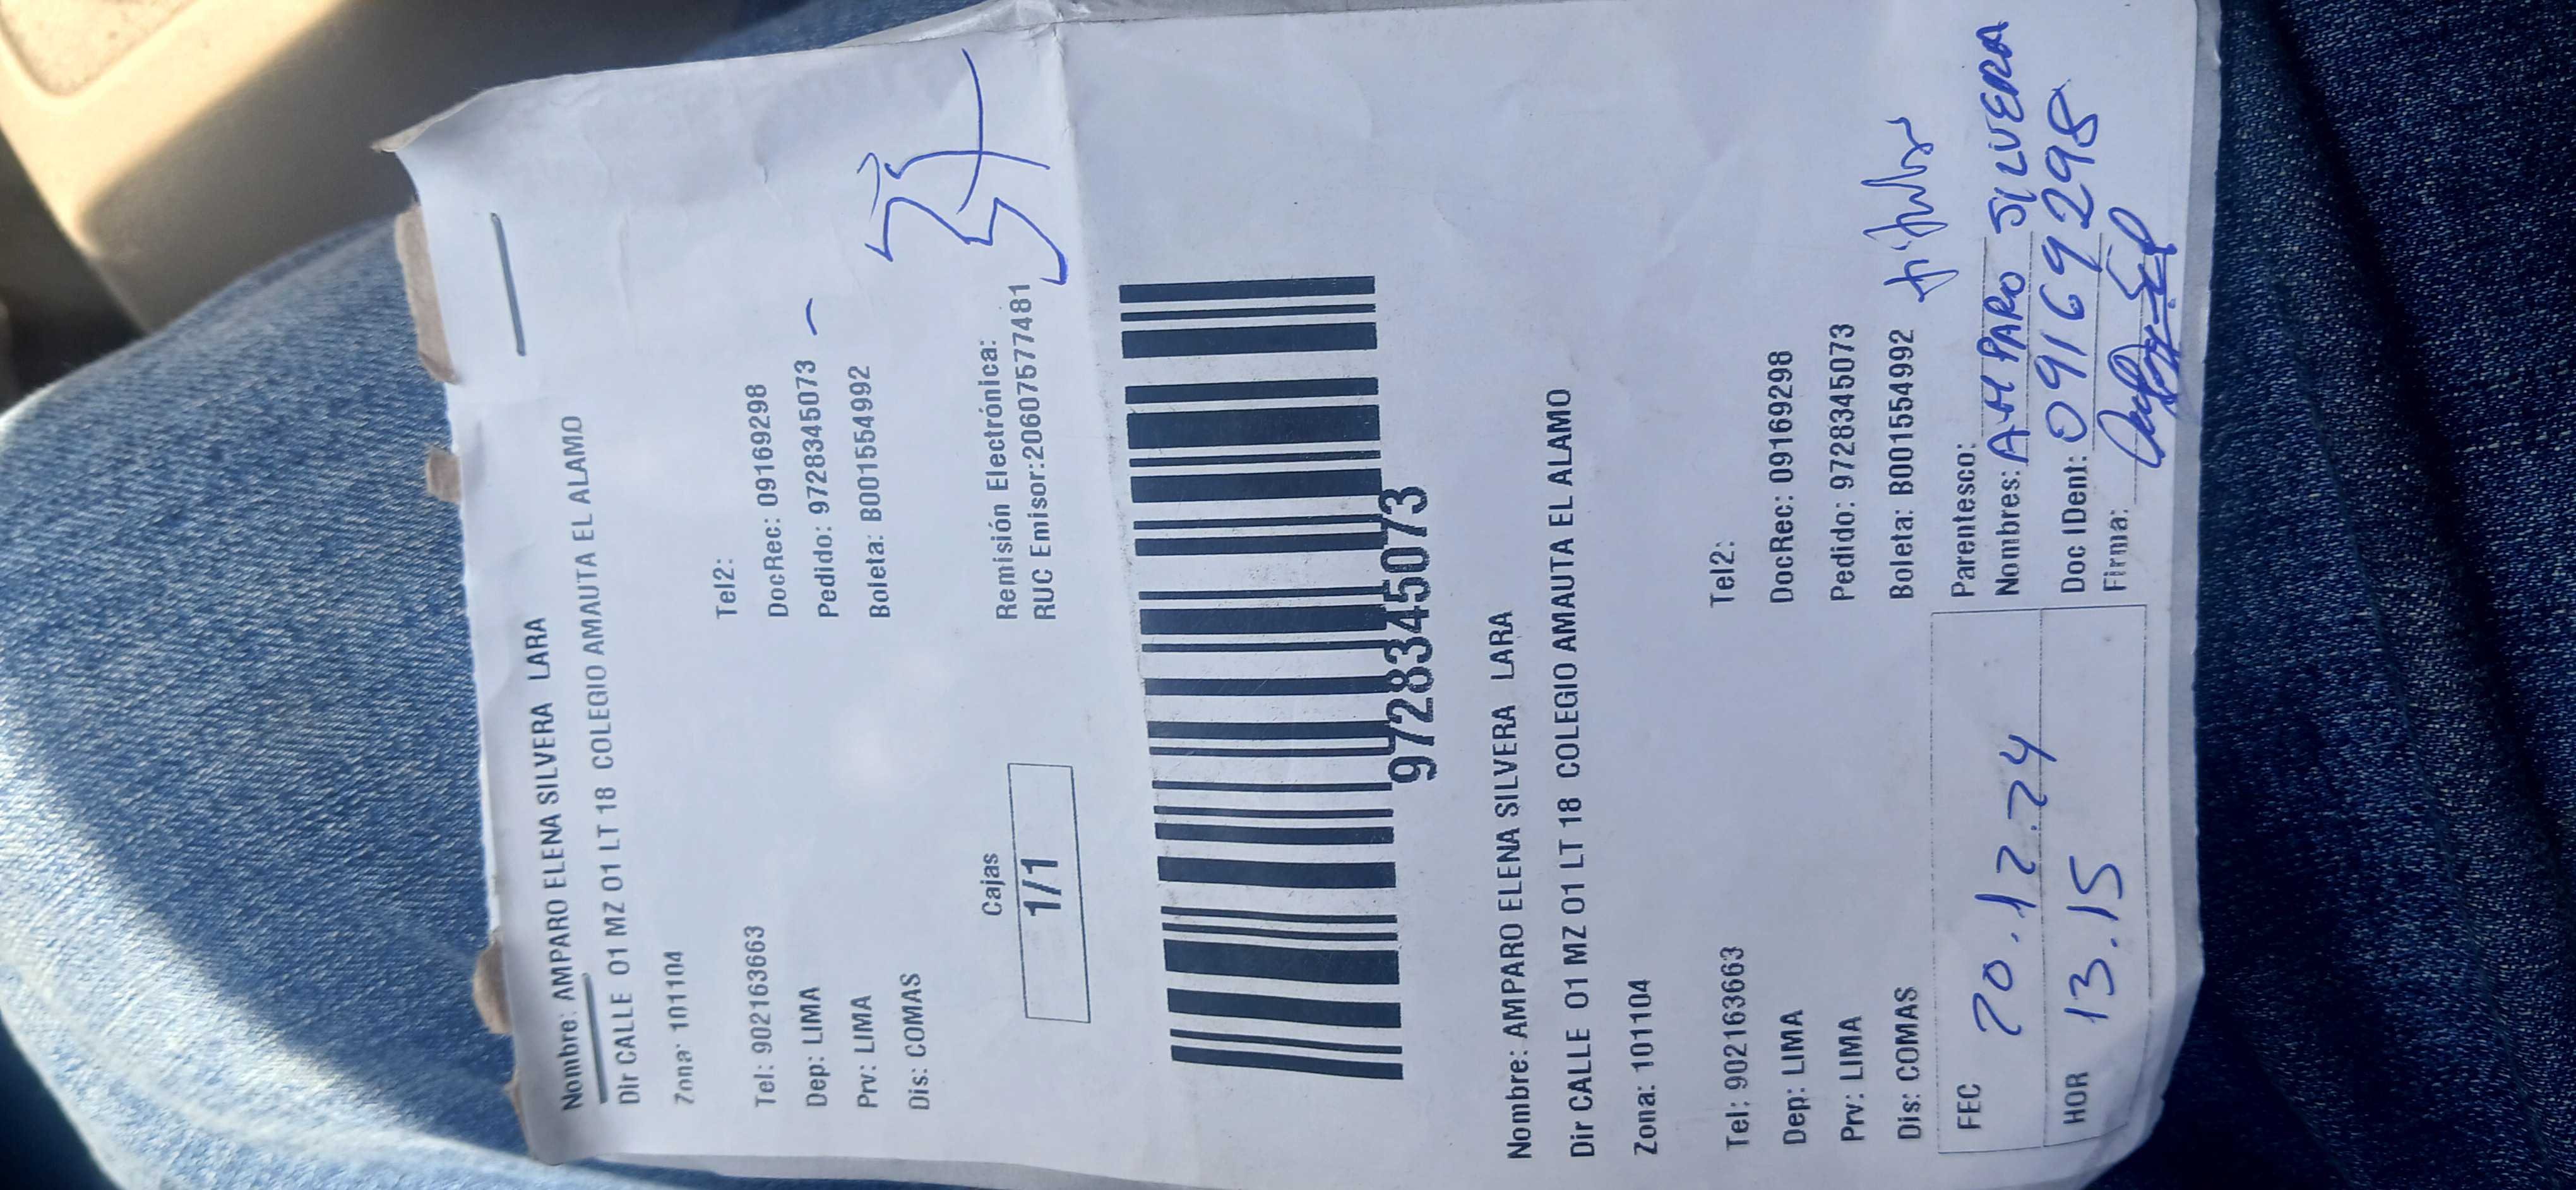 Nombre: AMPARO ELENA SILVERA LARA
Dir CALLE 01 MZ 01 LT 18 COLEGIO AMAUTA EL ALAMO
Zona: 101104
Tel: 902163663 Tel2:
Dep: LIMA DocRec: 09169298
Prv: LIMA Pedido: 9728345073
Dis: COMAS Boleta: B001554992
Cajas Remisión Electrónica:
1/1 RUC Emisor:20607577481
9728345073
Nombre: AMPARO ELENA SILVERA LARA
Dir CALLE 01 MZ 01 LT 18 COLEGIO AMAUTA EL ALAMO
Zona: 101104
Tel: 902163663 Tel2:
Dep: LIMA DocRec: 09169298
Prv: LIMA Pedido: 9728345073
Dis: COMAS Boleta: B001554992
FEC 20.12.24 Parentesco: titular
Nombres: AMPARO SILVERA
HOR 13.15 Doc IDent: 09169298
Firma: